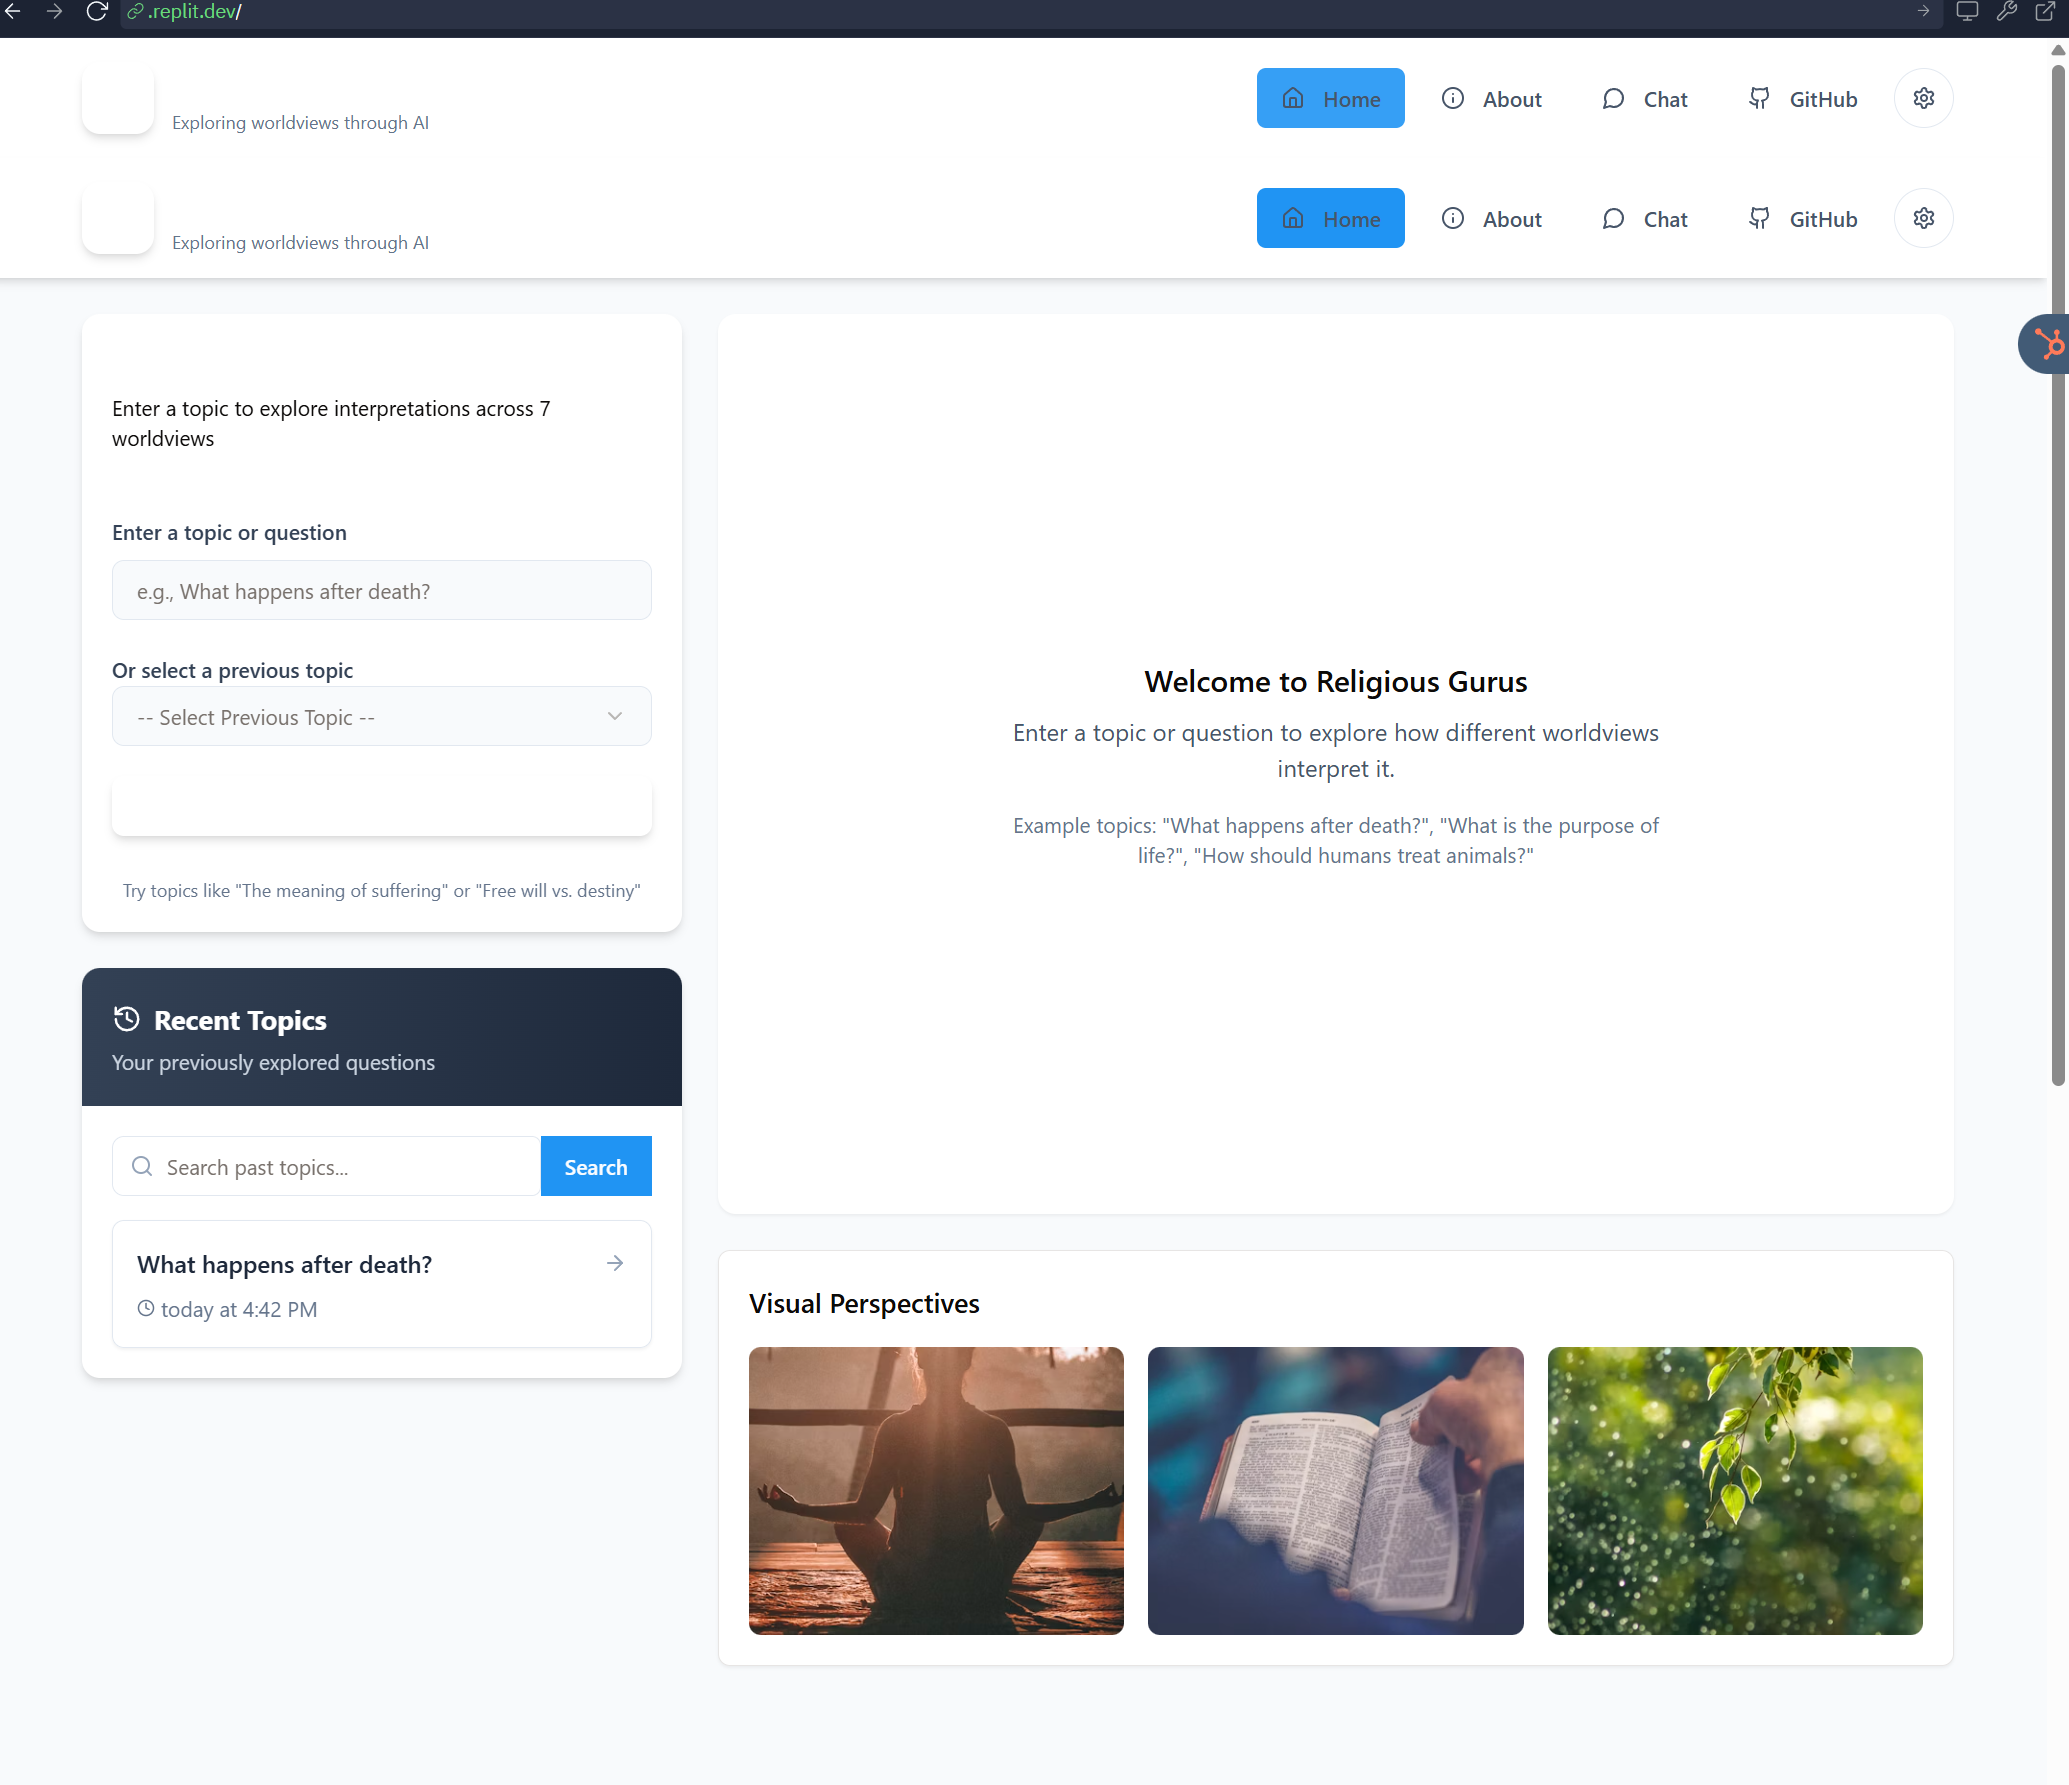 .replit.dev/
Exploring worldviews through AI
Home
About
Chat
GitHub
Exploring worldviews through AI
Home
About
Chat
GitHub
Enter a topic to explore interpretations across 7
worldviews
Enter a topic or question
e.g., What happens after death?
Or select a previous topic
-- Select Previous Topic --
Try topics like "The meaning of suffering" or "Free will vs. destiny"
Recent Topics
Your previously explored questions
Search past topics...
Search
What happens after death?
today at 4:42 PM
Welcome to Religious Gurus
Enter a topic or question to explore how different worldviews
interpret it.
Example topics: "What happens after death?", "What is the purpose of
life?", "How should humans treat animals?"
Visual Perspectives